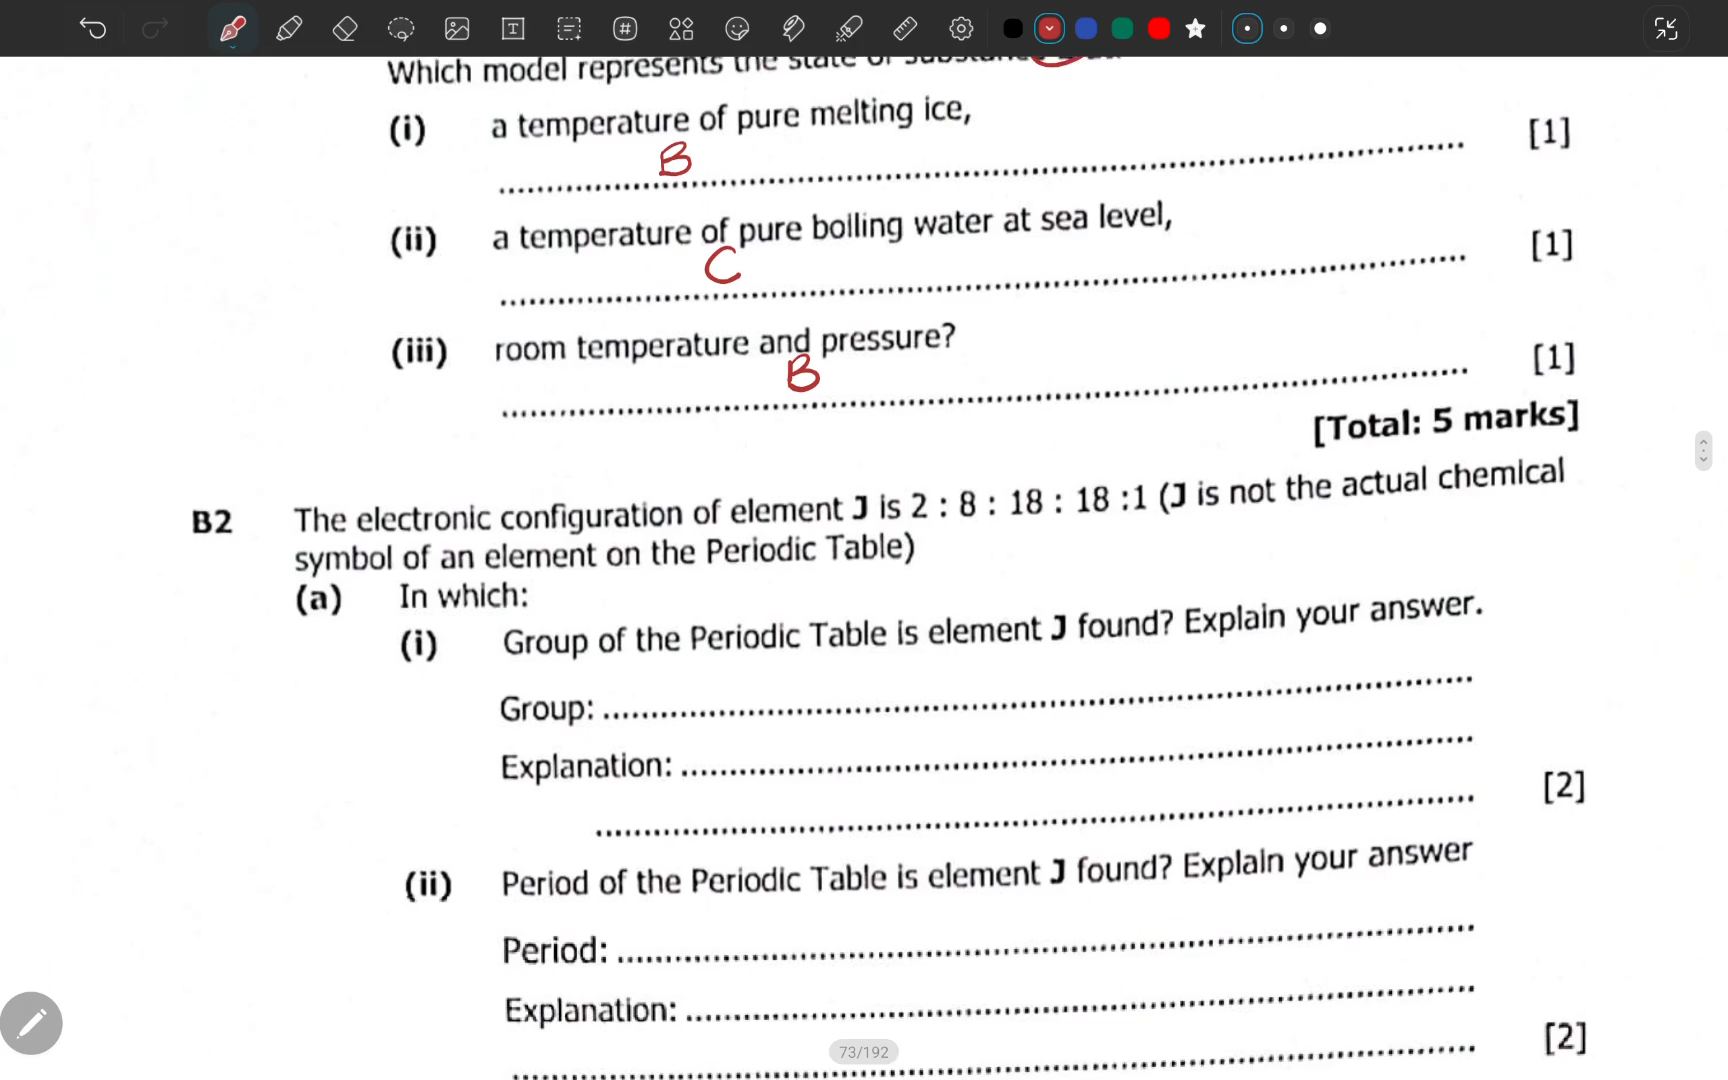 Which model represents the state of substance
(i) a temperature of pure melting ice,
B
[1]
(ii) a temperature of pure boiling water at sea level,
C
[1]
(iii) room temperature and pressure?
B
[1]
[Total: 5 marks]
B2 The electronic configuration of element J is 2 : 8 : 18 : 18 :1 (J is not the actual chemical
symbol of an element on the Periodic Table)
(a) In which:
(i) Group of the Periodic Table is element J found? Explain your answer.
Group:
Explanation:
[2]
(ii) Period of the Periodic Table is element J found? Explain your answer
Period:
Explanation:
73/192
[2]